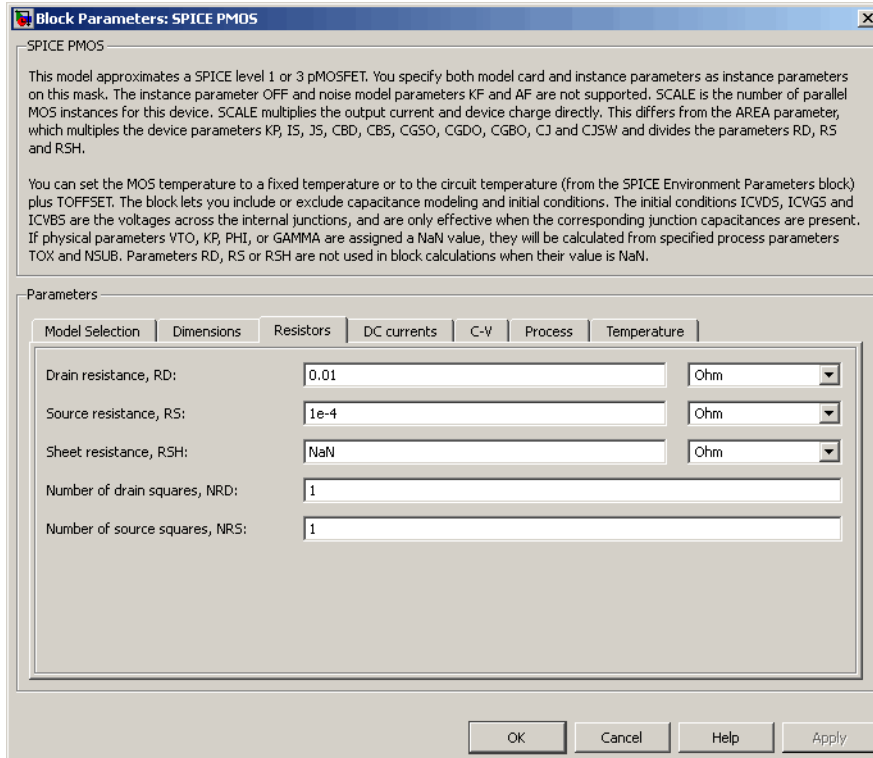 Block Parameters: SPICE PMOS
SPICE PMOS
This model approximates a SPICE level 1 or 3 pMOSFET. You specify both model card and instance parameters as instance parameters
on this mask. The instance parameter OFF and noise model parameters KF and AF are not supported. SCALE is the number of parallel
MOS instances for this device. SCALE multiplies the output current and device charge directly. This differs from the AREA parameter,
which multiples the device parameters KP, IS, JS, CBD, CBS, CGSO, CGDO, CGBO, CJ and CJSW and divides the parameters RD, RS
and RSH.
You can set the MOS temperature to a fixed temperature or to the circuit temperature (from the SPICE Environment Parameters block)
plus TOFFSET. The block lets you include or exclude capacitance modeling and initial conditions. The initial conditions ICVDS, ICVGS and
ICVBS are the voltages across the internal junctions, and are only effective when the corresponding junction capacitances are present.
If physical parameters VTO, KP, PHI, or GAMMA are assigned a NaN value, they will be calculated from specified process parameters
TOX and NSUB. Parameters RD, RS or RSH are not used in block calculations when their value is NaN.
Parameters
Model Selection Dimensions Resistors DC currents C-V Process Temperature
Drain resistance, RD: 0.01 Ohm
Source resistance, RS: 1e-4 Ohm
Sheet resistance, RSH: NaN Ohm
Number of drain squares, NRD: 1
Number of source squares, NRS: 1
OK Cancel Help Apply